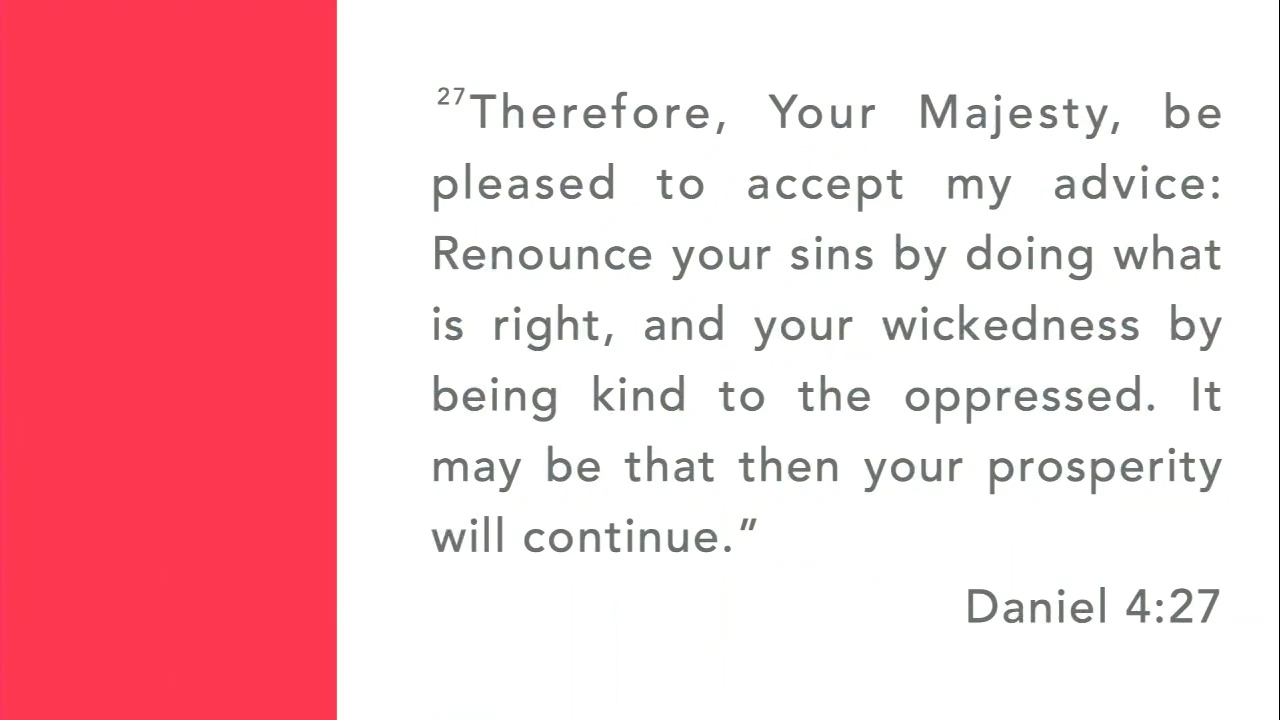 27Therefore, Your Majesty, be
pleased to accept my advice:
Renounce your sins by doing what
is right, and your wickedness by
being kind to the oppressed. It
may be that then your prosperity
will continue.”
Daniel 4:27